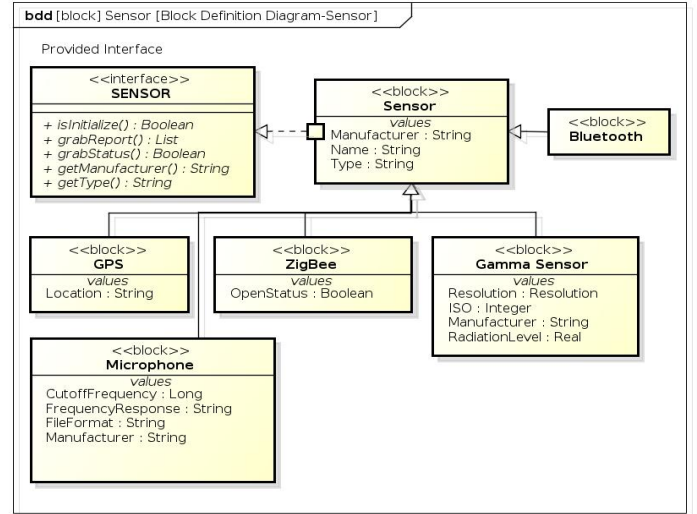 bdd [block] Sensor [Block Definition Diagram-Sensor]
Provided Interface
<<interface>>
SENSOR
+ isInitialize() : Boolean
+ grabReport() : List
+ grabStatus() : Boolean
+ getManufacturer() : String
+ getType() : String
<<block>>
Sensor
values
Manufacturer : String
Name : String
Type : String
<<block>>
Bluetooth
<<block>>
GPS
values
Location : String
<<block>>
ZigBee
values
OpenStatus : Boolean
<<block>>
Gamma Sensor
values
Resolution : Resolution
ISO : Integer
Manufacturer : String
RadiationLevel : Real
<<block>>
Microphone
values
CutoffFrequency : Long
FrequencyResponse : String
FileFormat : String
Manufacturer : String